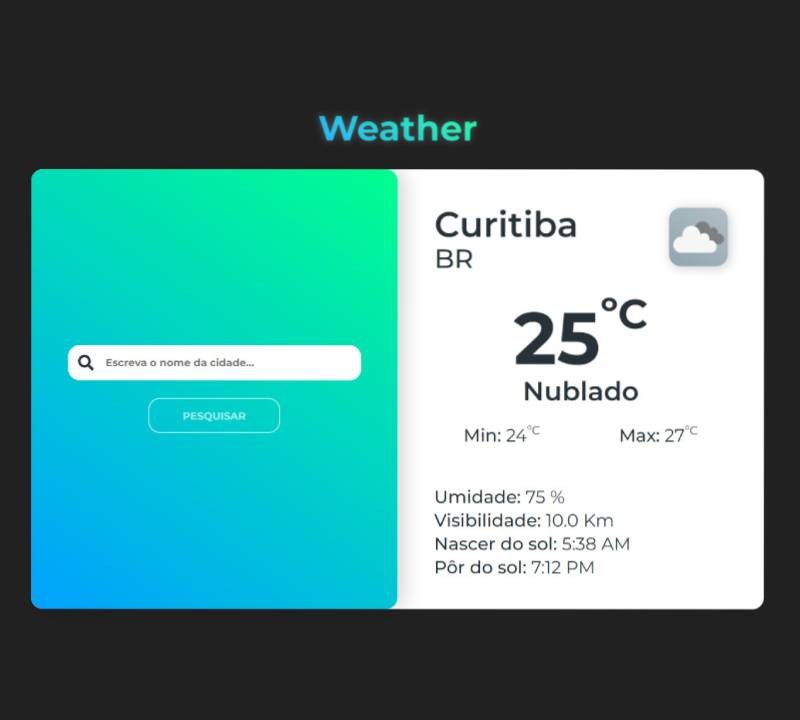 Weather
Escreva o nome da cidade...
PESQUISAR
Curitiba
BR
25°C
Nublado
Min: 24°C
Max: 27°C
Umidade: 75 %
Visibilidade: 10.0 Km
Nascer do sol: 5:38 AM
Pôr do sol: 7:12 PM